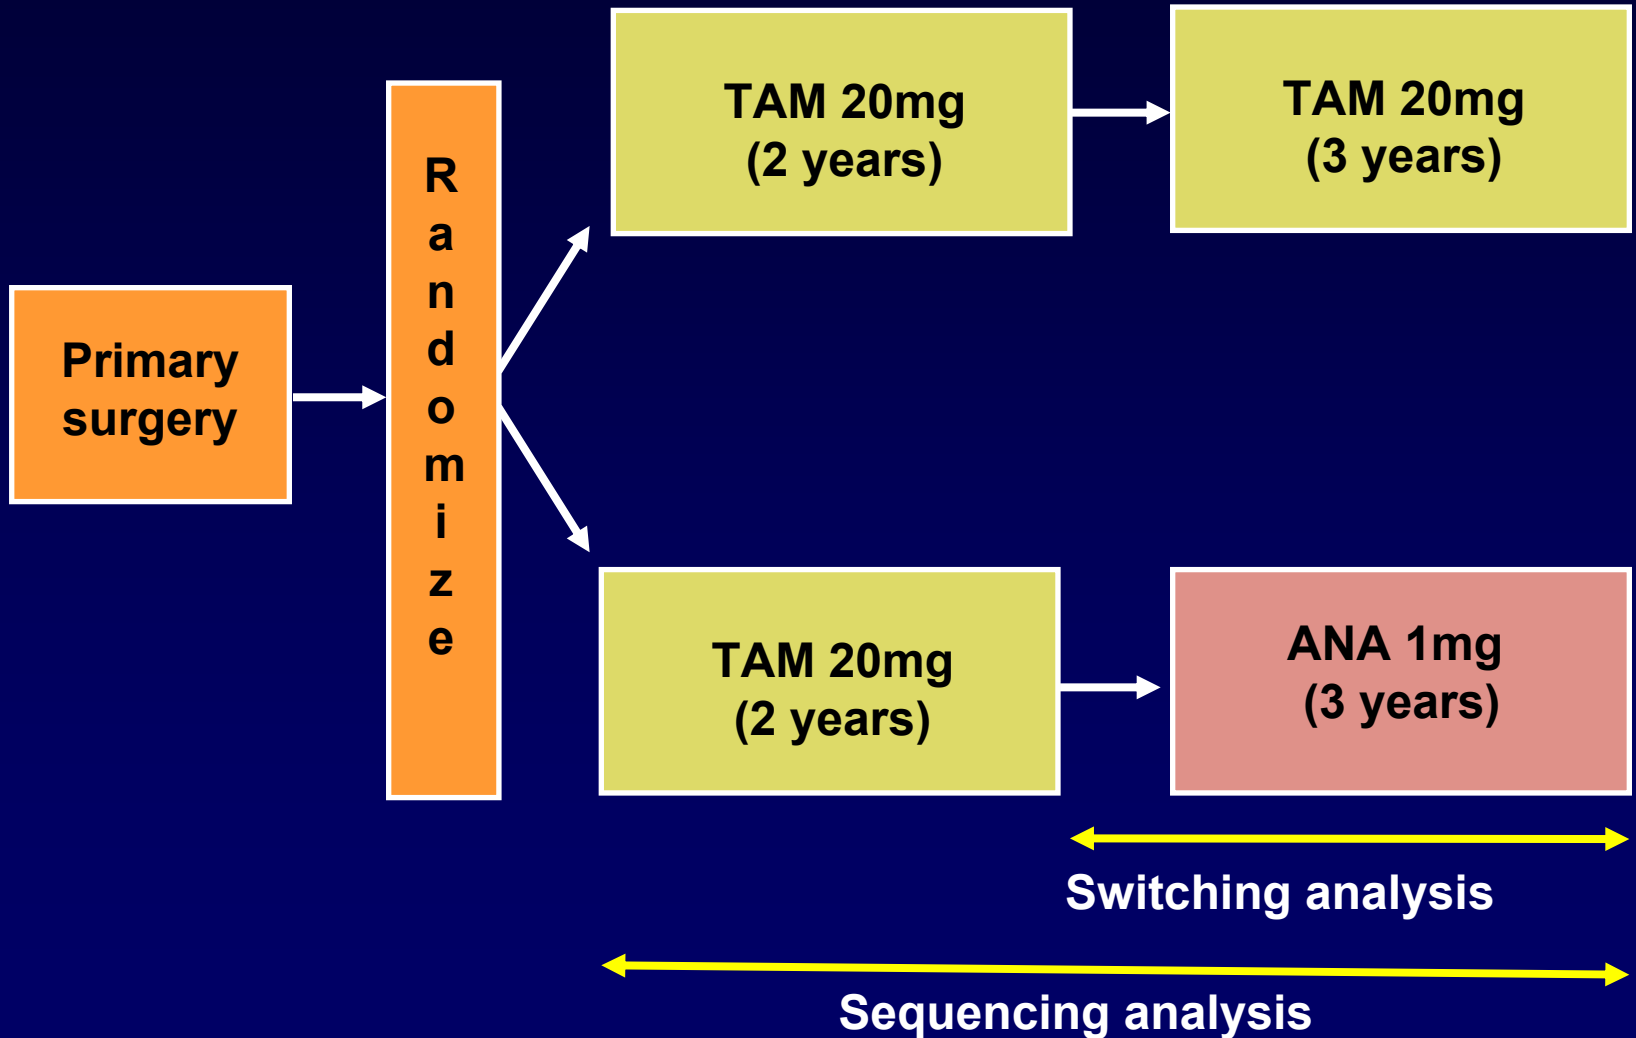 TAM 20mg
(2 years)
TAM 20mg
(3 years)
Randomize
Primary
surgery
TAM 20mg
(2 years)
ANA 1mg
(3 years)
Switching analysis
Sequencing analysis